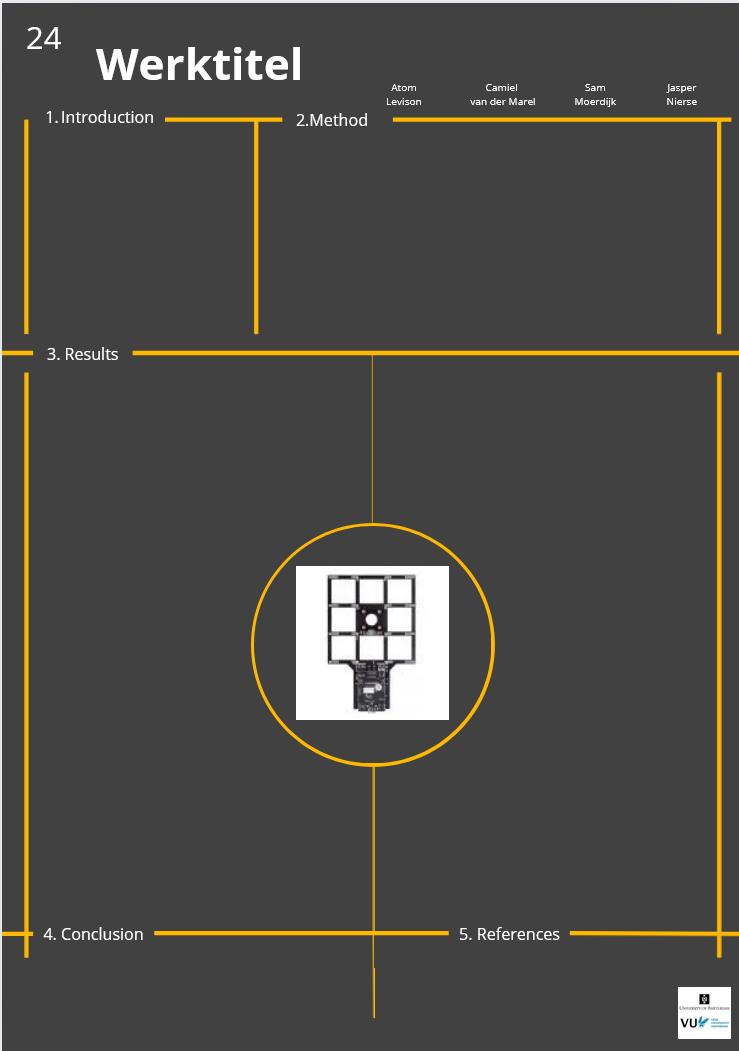 24
Werktitel
Atom
Levison
Camiel
van der Marel
Sam
Moerdijk
Jasper
Nierse
1. Introduction
2.Method
3. Results
4. Conclusion
5. References
UNIVERSITY OF AMSTERDAM
VU